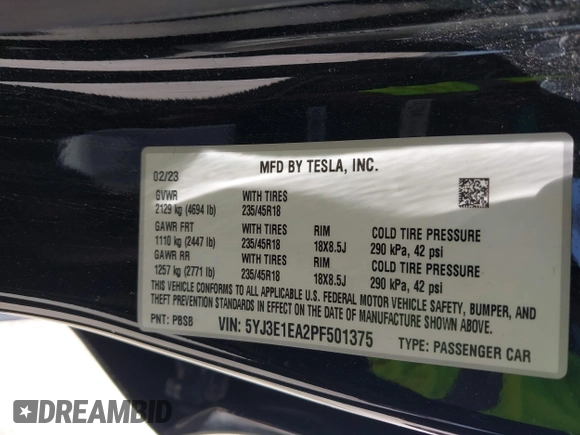 02/23 MFD BY TESLA, INC.
GVWR WITH TIRES
2129 kg (4694 lb) 235/45R18
GAWR FRT WITH TIRES RIM COLD TIRE PRESSURE
1110 kg (2447 lb) 235/45R18 18X8.5J 290 kPa, 42 psi
GAWR RR WITH TIRES RIM COLD TIRE PRESSURE
1257 kg (2771 lb) 235/45R18 18X8.5J 290 kPa, 42 psi
THIS VEHICLE CONFORMS TO ALL APPLICABLE U.S. FEDERAL MOTOR VEHICLE SAFETY, BUMPER, AND
THEFT PREVENTION STANDARDS IN EFFECT ON THE DATE OF MANUFACTURE SHOWN ABOVE.
PNT: PBSB VIN: 5YJ3E1EA2PF501375 TYPE: PASSENGER CAR
DREAMBID